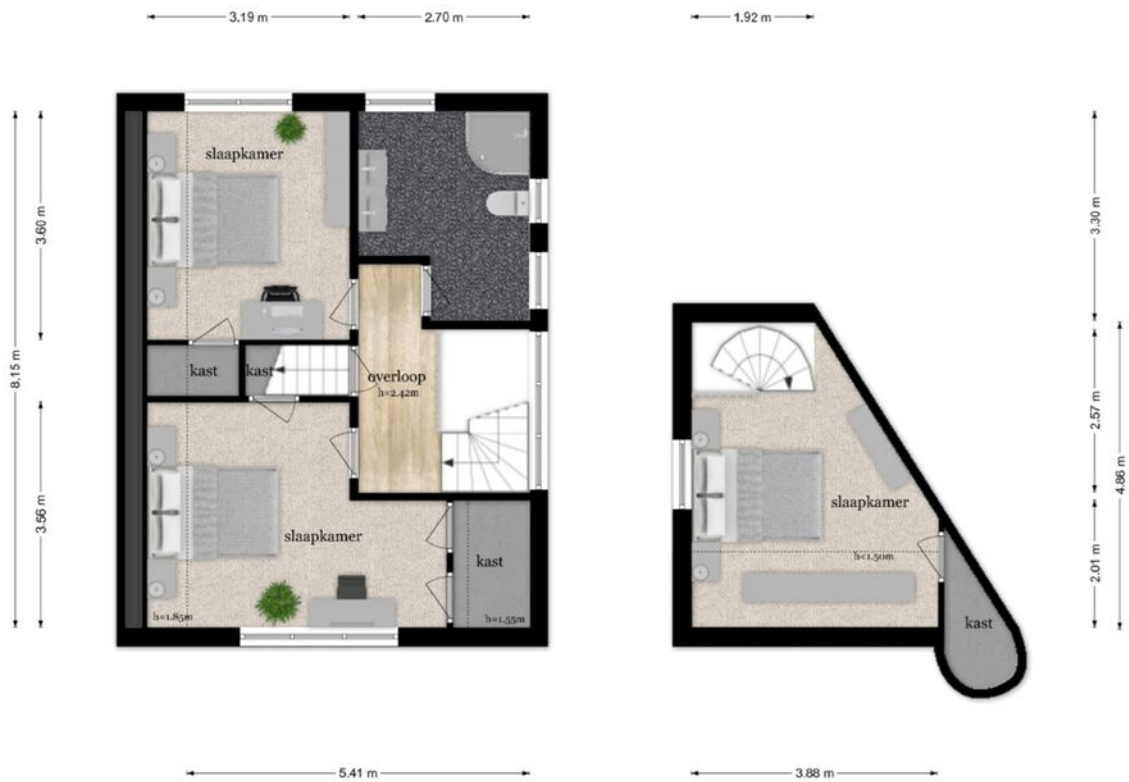 3.19 m
2.70 m
1.92 m
slaapkamer
3.60 m
3.30 m
8.15 m
kast
kast
overloop
h=2.42m
2.57 m
4.86 m
3.56 m
slaapkamer
kast
h=1.85m
h=1.55m
slaapkamer
h<1.50m
2.01 m
kast
5.41 m
3.88 m